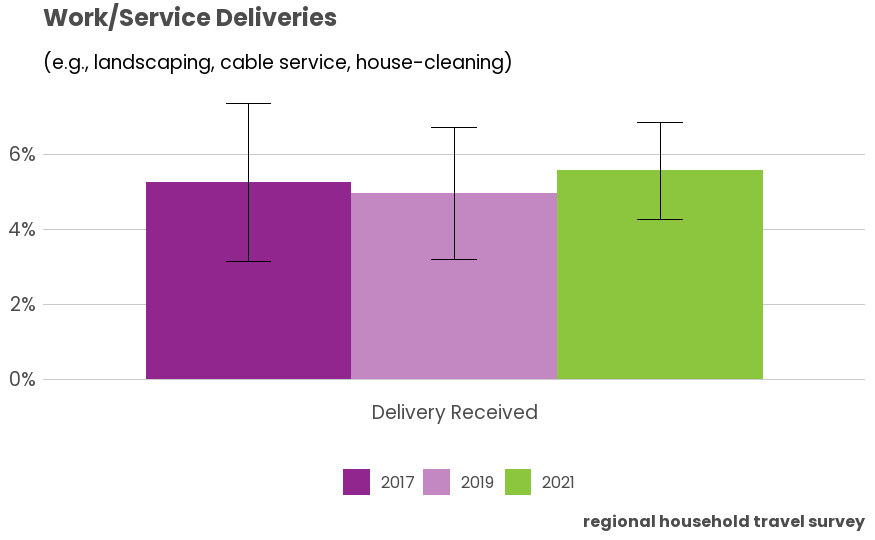 Work/Service Deliveries
(e.g., landscaping, cable service, house-cleaning)
6%
4%
2%
0%
Delivery Received
2017 2019 2021
regional household travel survey